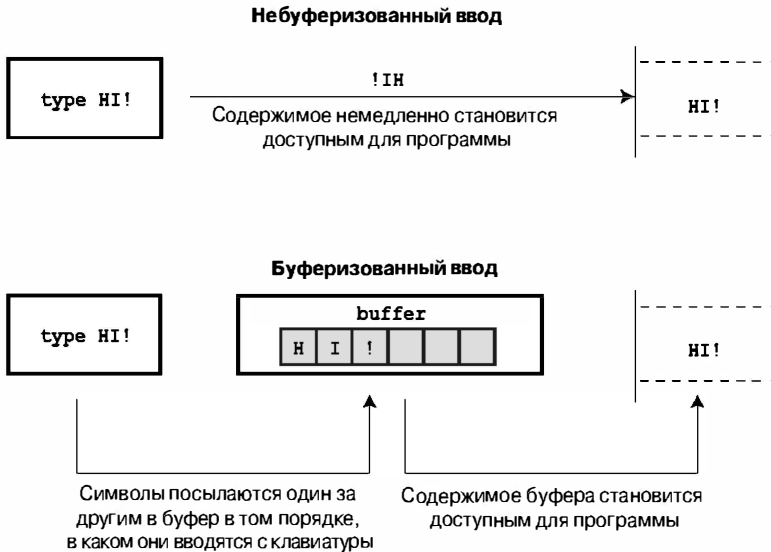 Небуферизованный ввод
type HI!
!IH
Содержимое немедленно становится
доступным для программы
HI!
Буферизованный ввод
type HI!
buffer
H I !
HI!
Символы посылаются один за
другим в буфер в том порядке,
в каком они вводятся с клавиатуры
Содержимое буфера становится
доступным для программы